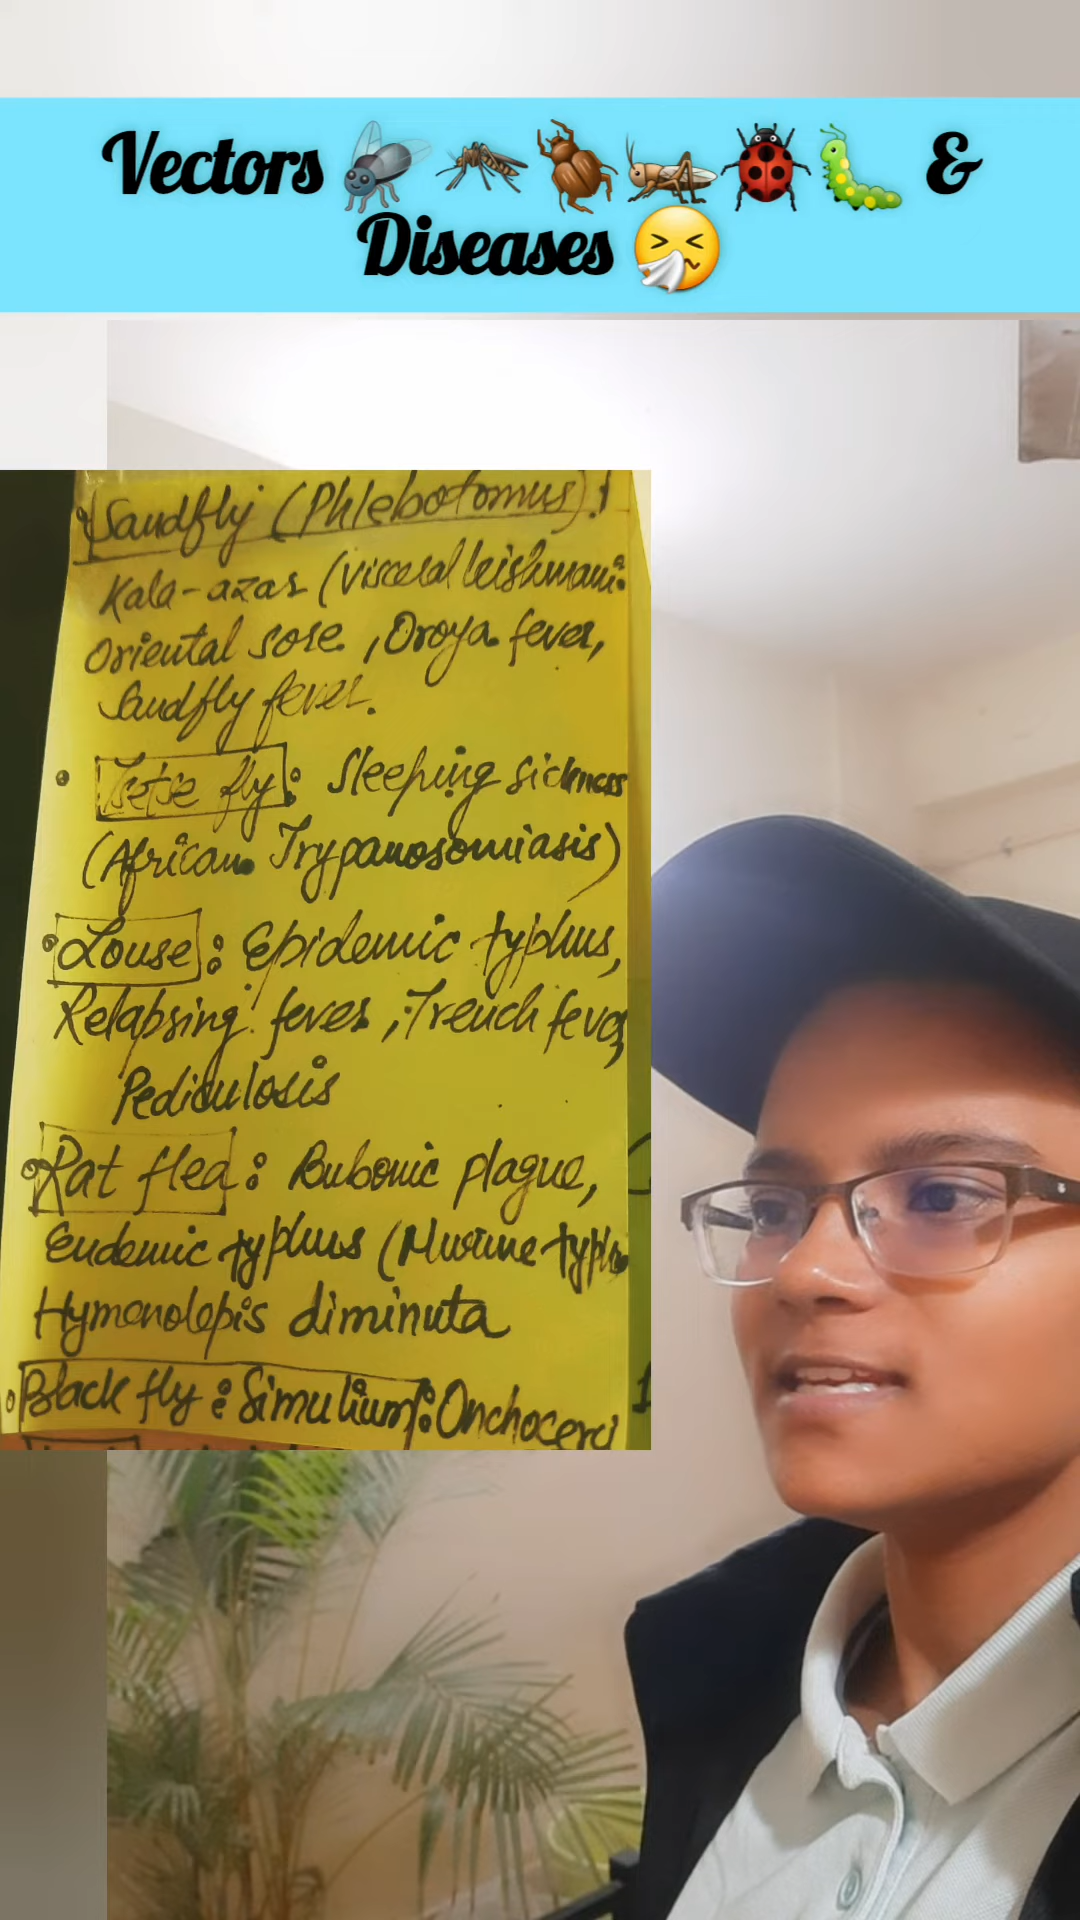 Vectors 🪰🦟🪲🦗🐞🐛 &
Diseases 🤧
Sandfly (Phlebotomus):
Kala-azar (visceral leishmani
Oriental sore, Oroya fever,
Sandfly fever.
• Tsetse fly: Sleeping sickness
(African Trypanosomiasis)
• Louse: Epidemic typhus,
Relapsing fever, Trench fever,
Pediculosis
• Rat flea: Bubonic plague,
Endemic typhus (Murine typhu
Hymenolepis diminuta
• Black fly: Simulium: Onchocerci